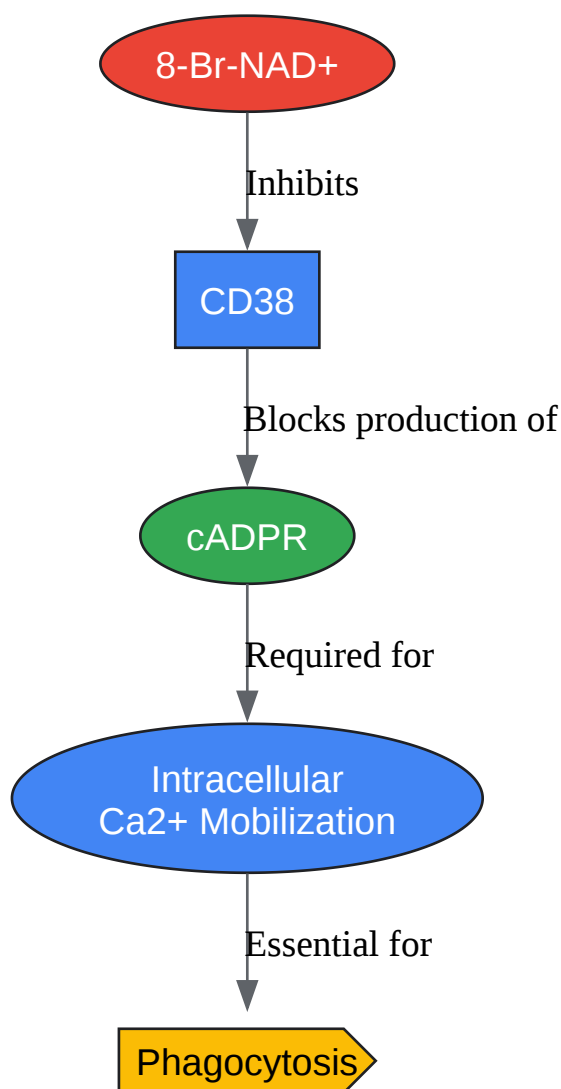 8-Br-NAD+
Inhibits
CD38
Blocks production of
cADPR
Required for
Intracellular
Ca2+ Mobilization
Essential for
Phagocytosis